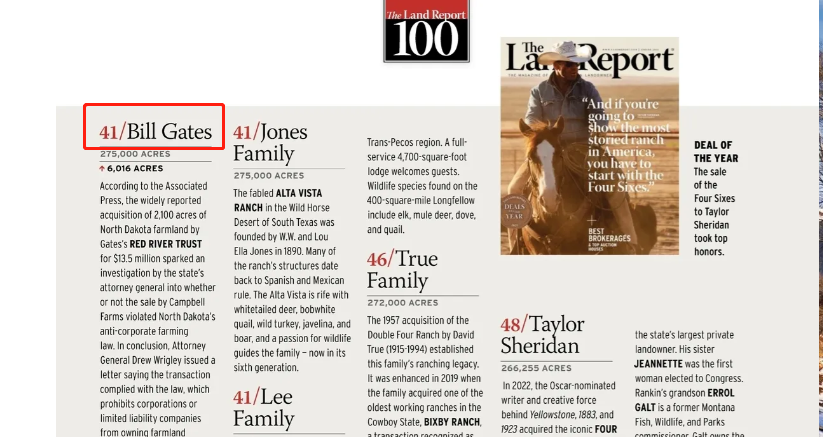 The Land Report
100
41/Bill Gates
275,000 ACRES
↑ 6,016 ACRES
According to the Associated
Press, the widely reported
acquisition of 2,100 acres of
North Dakota farmland by
Gates's RED RIVER TRUST
for $13.5 million sparked an
investigation by the state's
attorney general into whether
or not the sale by Campbell
Farms violated North Dakota's
anti-corporate farming
law. In conclusion, Attorney
General Drew Wrigley issued a
letter saying the transaction
complied with the law, which
prohibits corporations or
limited liability companies
from owning farmland
41/Jones
Family
275,000 ACRES
The fabled ALTA VISTA
RANCH in the Wild Horse
Desert of South Texas was
founded by W.W. and Lou
Ella Jones in 1890. Many of
the ranch's structures date
back to Spanish and Mexican
rule. The Alta Vista is rife with
whitetailed deer, bobwhite
quail, wild turkey, javelina, and
boar, and a passion for wildlife
guides the family – now in its
sixth generation.
41/Lee
Family
Trans-Pecos region. A full-
service 4,700-square-foot
lodge welcomes guests.
Wildlife species found on the
400-square-mile Longfellow
include elk, mule deer, dove,
and quail.
46/True
Family
272,000 ACRES
The 1957 acquisition of the
Double Four Ranch by David
True (1915-1994) established
this family's ranching legacy.
It was enhanced in 2019 when
the family acquired one of the
oldest working ranches in the
Cowboy State, BIXBY RANCH,
a transaction recognized as
The
Land Report
THE MAGAZINE OF
"And if you're
going to
show the most
storied ranch
in America,
you have to
start with the
Four Sixes."
DEALS
OF THE
YEAR
BEST
BROKERAGES
& TOP AUCTION
HOUSES
DEAL OF
THE YEAR
The sale
of the
Four Sixes
to Taylor
Sheridan
took top
honors.
48/Taylor
Sheridan
266,255 ACRES
In 2022, the Oscar-nominated
writer and creative force
behind Yellowstone, 1883, and
1923 acquired the iconic FOUR
the state's largest private
landowner. His sister
JEANNETTE was the first
woman elected to Congress.
Rankin's grandson ERROL
GALT is a former Montana
Fish, Wildlife, and Parks
commissioner. Galt owns the